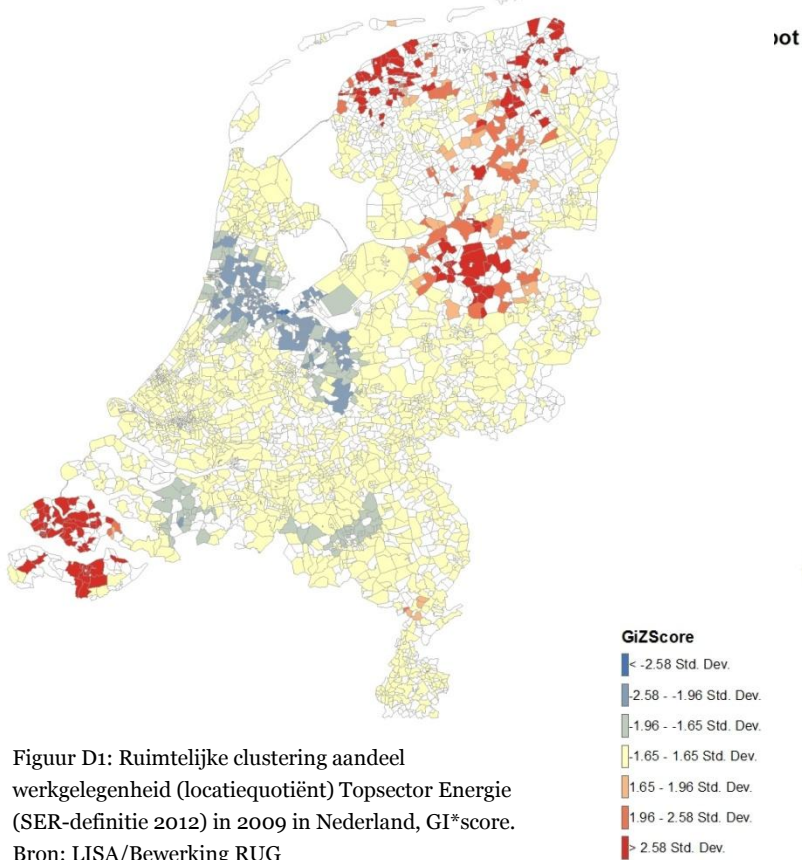 GiZScore
< -2.58 Std. Dev.
-2.58 - -1.96 Std. Dev.
-1.96 - -1.65 Std. Dev.
-1.65 - 1.65 Std. Dev.
1.65 - 1.96 Std. Dev.
1.96 - 2.58 Std. Dev.
> 2.58 Std. Dev.
Figuur D1: Ruimtelijke clustering aandeel
werkgelegenheid (locatiequotiënt) Topsector Energie
(SER-definitie 2012) in 2009 in Nederland, GI*score.
Bron: LISA/Bewerking RUG